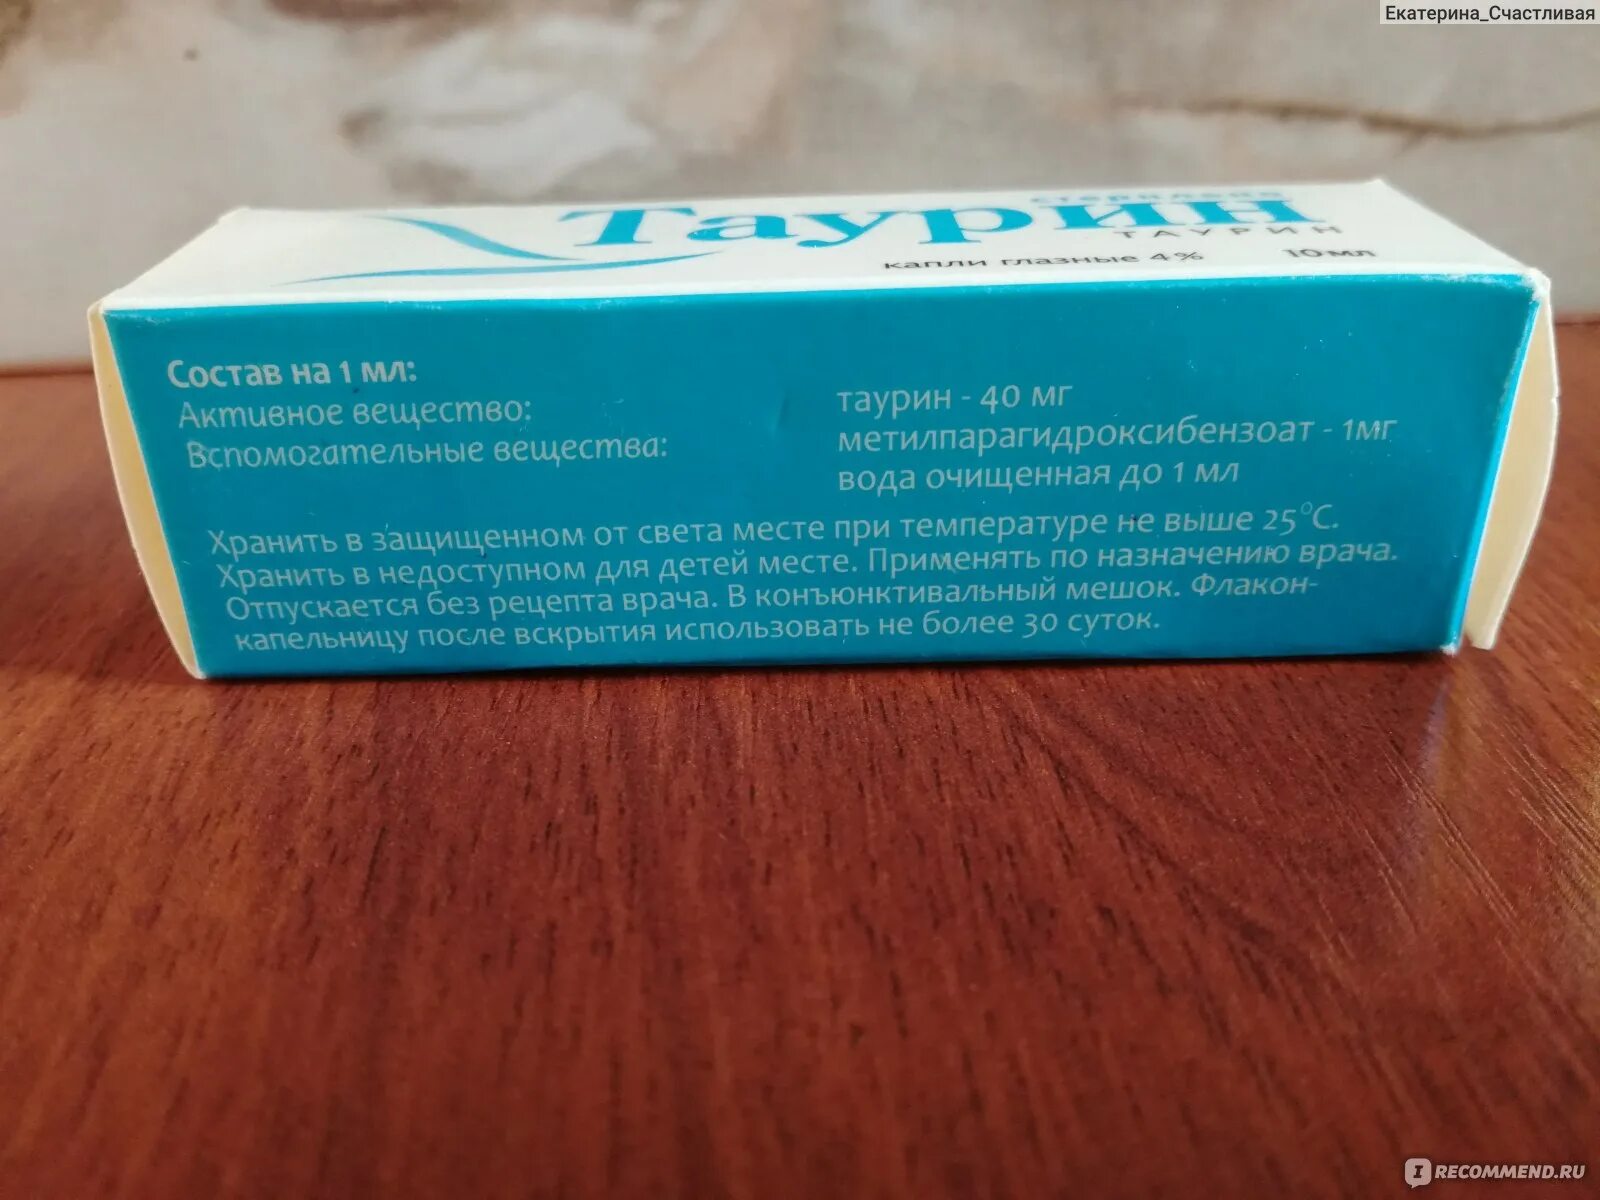 Екатерина_Счастливая
стерильно
Таурин
ТАУРИН
капли глазные 4% 10 мл
Состав на 1 мл:
Активное вещество: таурин - 40 мг
Вспомогательные вещества: метилпарагидроксибензоат - 1мг
вода очищенная до 1 мл
Хранить в защищенном от света месте при температуре не выше 25°С.
Хранить в недоступном для детей месте. Применять по назначению врача.
Отпускается без рецепта врача. В конъюнктивальный мешок. Флакон-
капельницу после вскрытия использовать не более 30 суток.
IRECOMMEND.RU